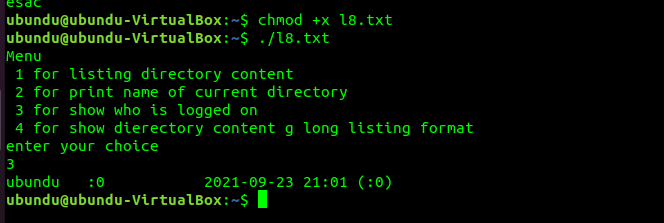 esac
ubundu@ubundu-VirtualBox:~$ chmod +x l8.txt
ubundu@ubundu-VirtualBox:~$ ./l8.txt
Menu
 1 for listing directory content
 2 for print name of current directory
 3 for show who is logged on
 4 for show dierectory content g long listing format
enter your choice
3
ubundu   :0           2021-09-23 21:01 (:0)
ubundu@ubundu-VirtualBox:~$